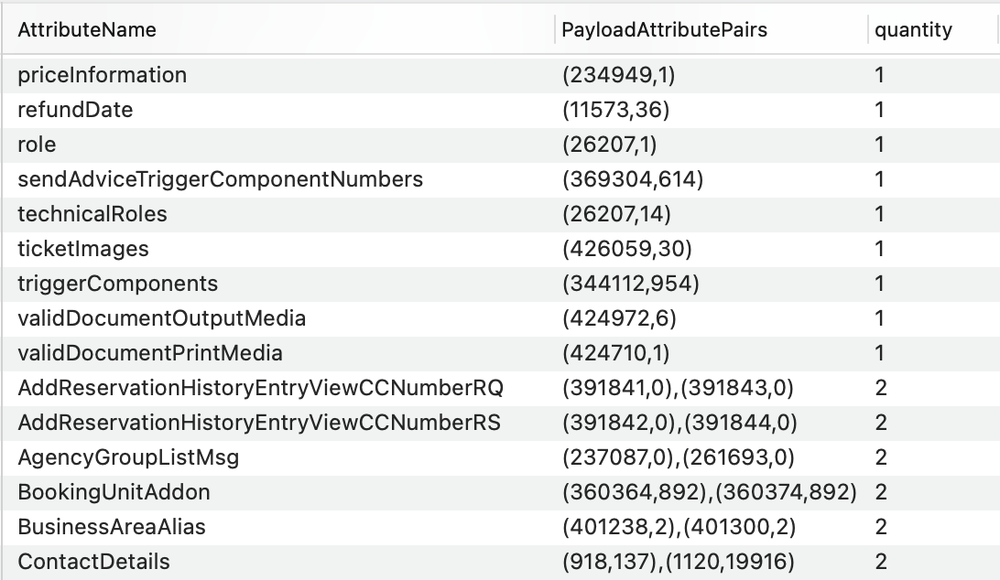 AttributeName PayloadAttributePairs quantity
priceInformation (234949,1) 1
refundDate (11573,36) 1
role (26207,1) 1
sendAdviceTriggerComponentNumbers (369304,614) 1
technicalRoles (26207,14) 1
ticketImages (426059,30) 1
triggerComponents (344112,954) 1
validDocumentOutputMedia (424972,6) 1
validDocumentPrintMedia (424710,1) 1
AddReservationHistoryEntryViewCCNumberRQ (391841,0),(391843,0) 2
AddReservationHistoryEntryViewCCNumberRS (391842,0),(391844,0) 2
AgencyGroupListMsg (237087,0),(261693,0) 2
BookingUnitAddon (360364,892),(360374,892) 2
BusinessAreaAlias (401238,2),(401300,2) 2
ContactDetails (918,137),(1120,19916) 2